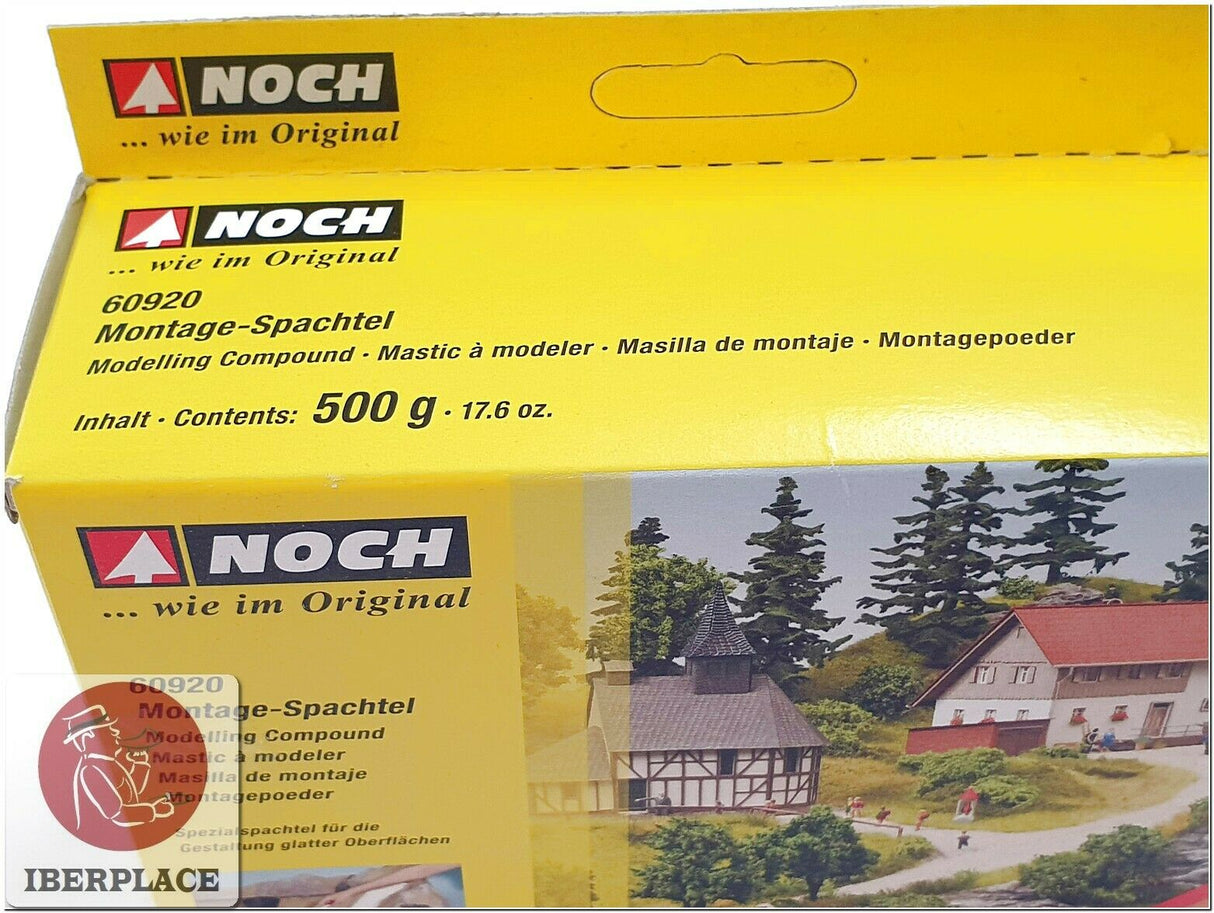 NOCH
... wie im Original
NOCH
... wie im Original
60920
Montage-Spachtel
Modelling Compound · Mastic à modeler · Masilla de montaje · Montagepoeder
Inhalt · Contents: 500 g · 17.6 oz.
NOCH
... wie im Original
60920
Montage-Spachtel
Modelling Compound
Mastic à modeler
Masilla de montaje
Montagepoeder
Spezialspachtel für die
Gestaltung glatter Oberflächen
IBERPLACE